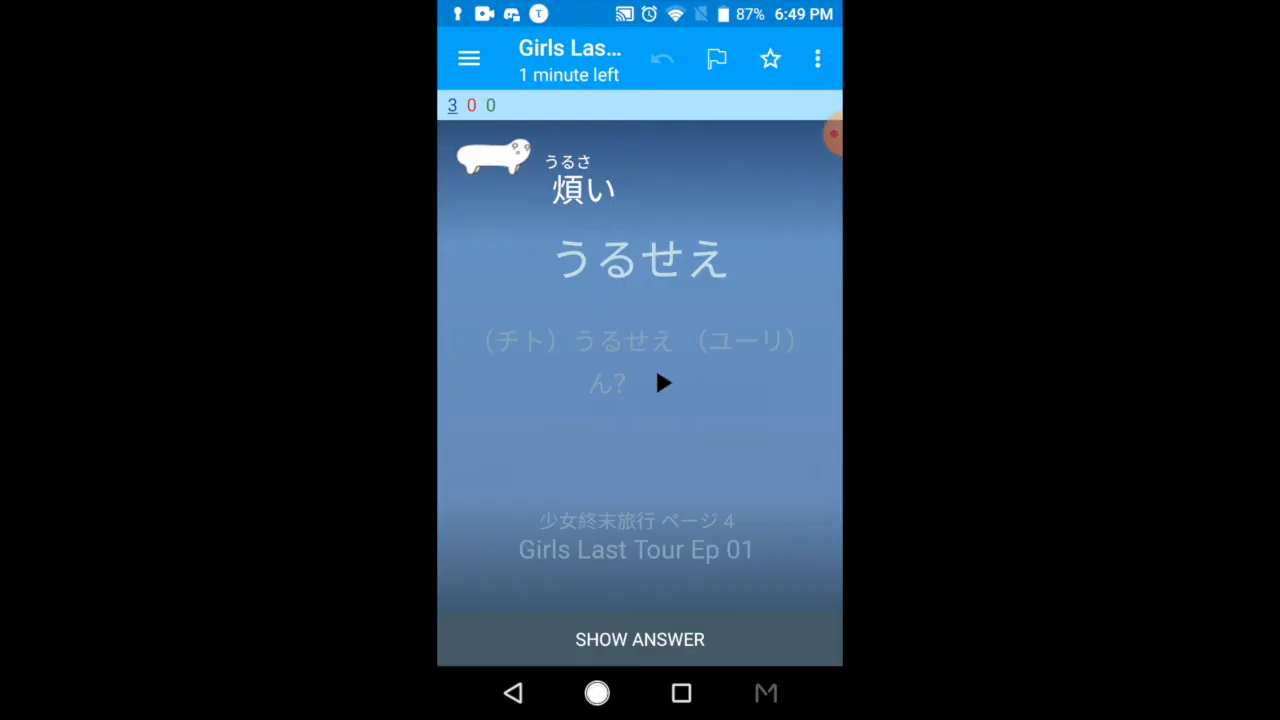 87% 6:49 PM
Girls Las...
1 minute left
3 0 0
うるさ
煩い
うるせえ
（チト）うるせえ （ユーリ）
ん？
少女終末旅行 ページ 4
Girls Last Tour Ep 01
SHOW ANSWER